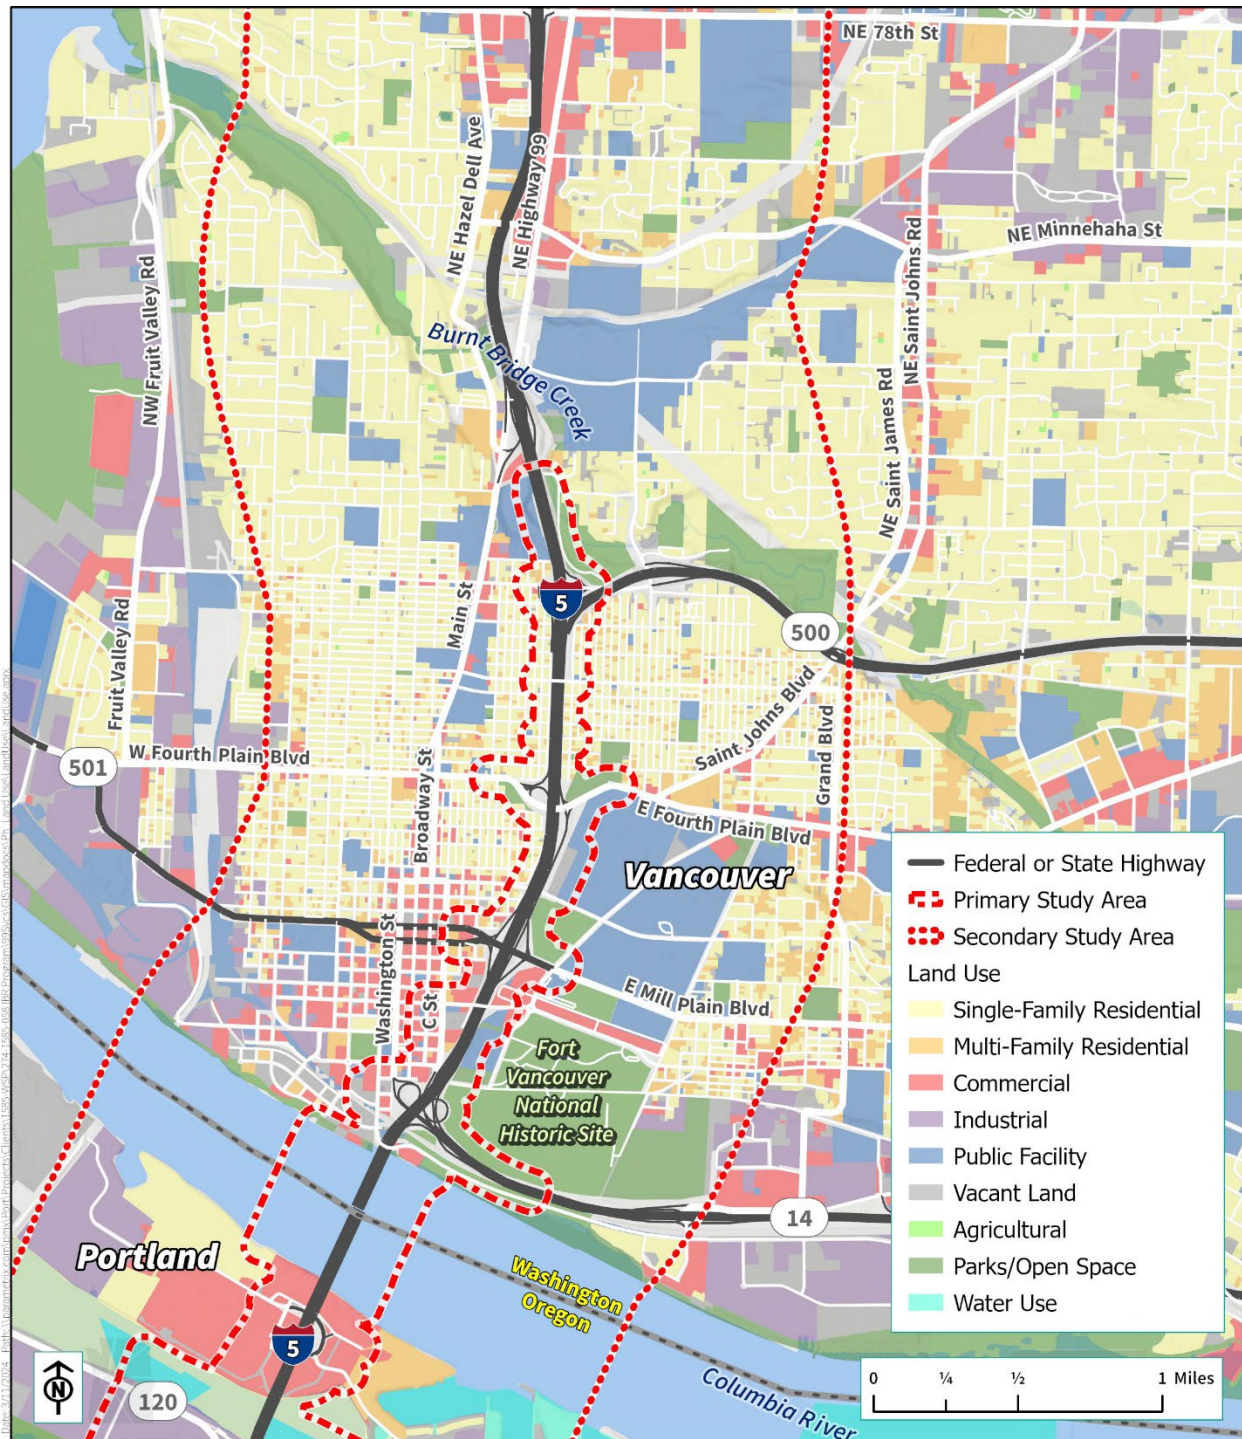 NE 78th St
NE Hazel Dell Ave
NE Highway 99
NE Minnehaha St
NE Saint Johns Rd
NW Fruit Valley Rd
Burnt Bridge Creek
NE Saint James Rd
Main St
5
500
Fruit Valley Rd
Saint Johns Blvd
Grand Blvd
501
W Fourth Plain Blvd
Broadway St
E Fourth Plain Blvd
Vancouver
Washington St
C St
E Mill Plain Blvd
Fort
Vancouver
National
Historic Site
14
Portland
Washington
Oregon
5
120
Columbia River
N
Federal or State Highway
Primary Study Area
Secondary Study Area
Land Use
Single-Family Residential
Multi-Family Residential
Commercial
Industrial
Public Facility
Vacant Land
Agricultural
Parks/Open Space
Water Use
0 ¼ ½ 1 Miles
Date: 3/11/2024